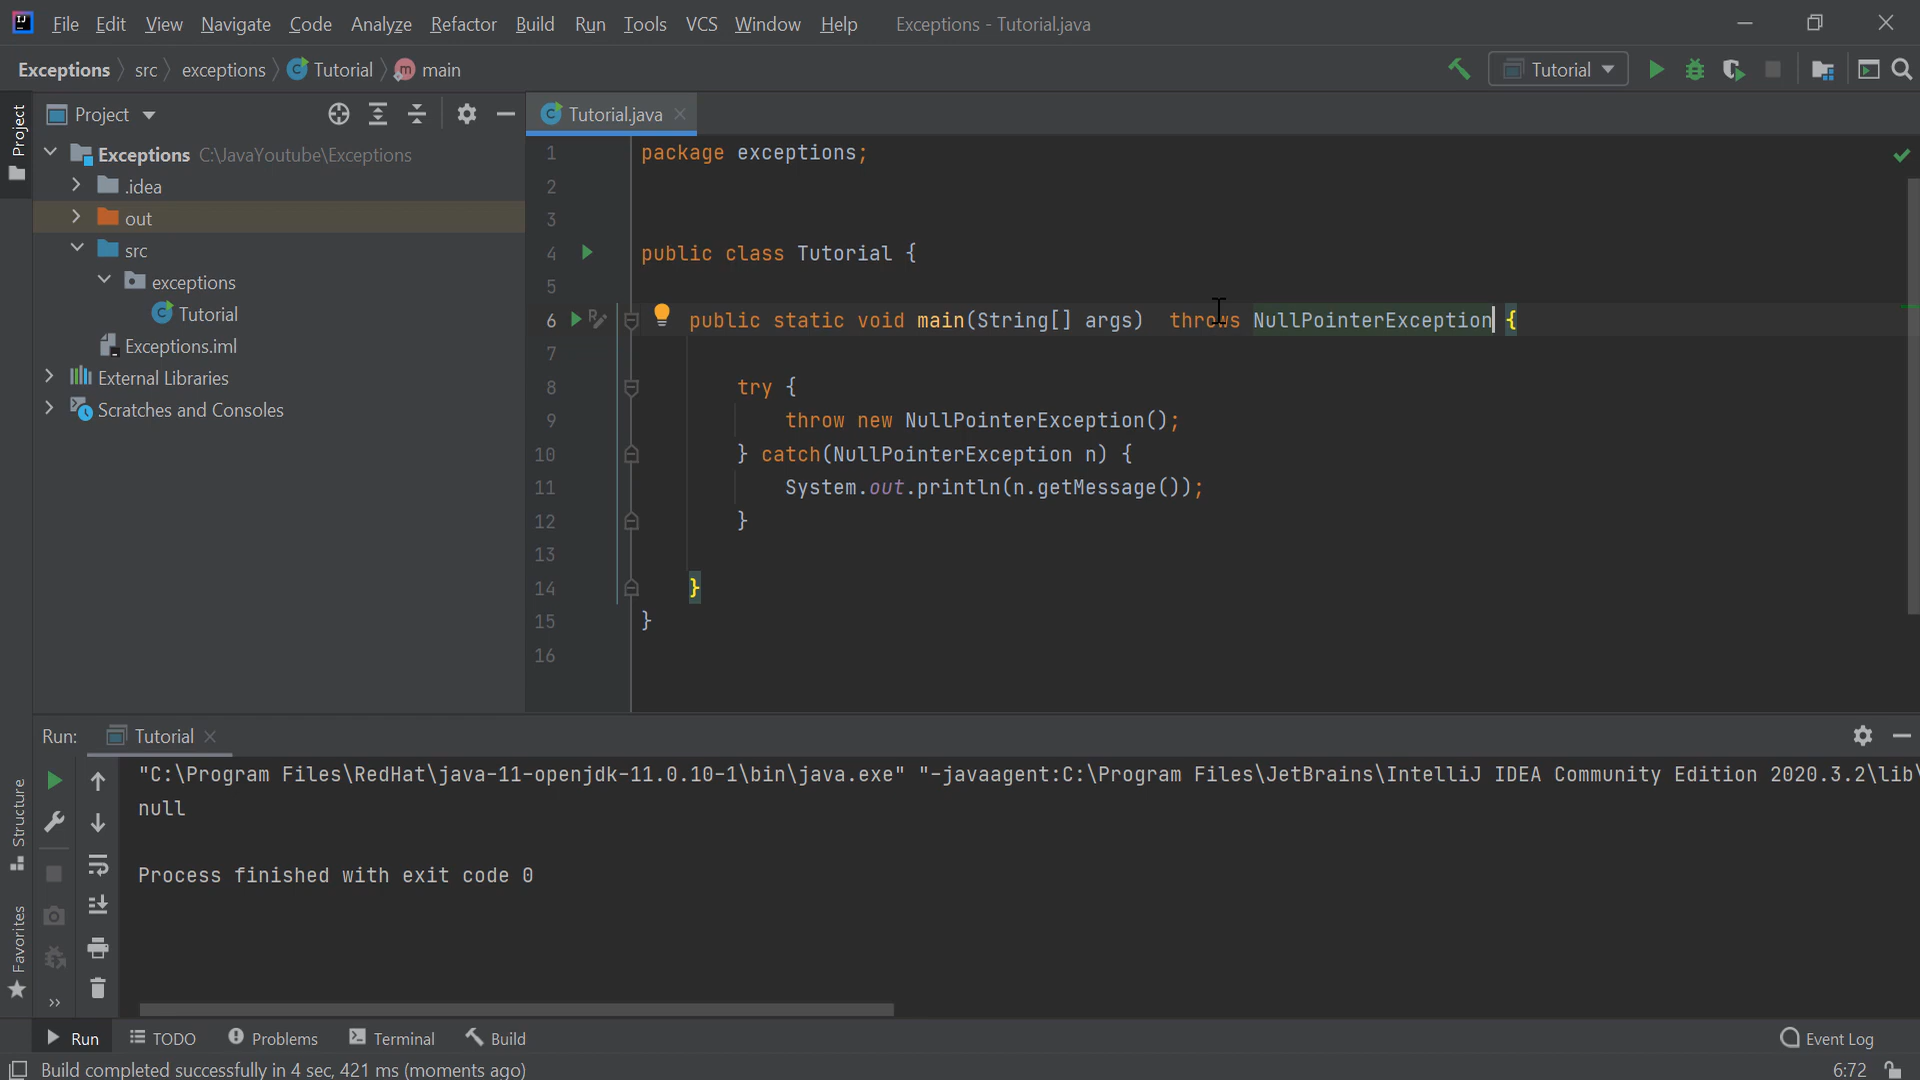 File Edit View Navigate Code Analyze Refactor Build Run Tools VCS Window Help Exceptions - Tutorial.java
Exceptions src exceptions Tutorial main Tutorial
Project
Project
Tutorial.java
Exceptions C:\JavaYoutube\Exceptions
.idea
out
src
exceptions
Tutorial
Exceptions.iml
External Libraries
Scratches and Consoles
1 package exceptions;
2
3
4 public class Tutorial {
5
6 public static void main(String[] args)  throws NullPointerException {
7
8 try {
9 throw new NullPointerException();
10 } catch(NullPointerException n) {
11 System.out.println(n.getMessage());
12 }
13
14 }
15 }
16
Run: Tutorial
"C:\Program Files\RedHat\java-11-openjdk-11.0.10-1\bin\java.exe" "-javaagent:C:\Program Files\JetBrains\IntelliJ IDEA Community Edition 2020.3.2\lib\
null
Process finished with exit code 0
Structure
Favorites
Run TODO Problems Terminal Build Event Log
Build completed successfully in 4 sec, 421 ms (moments ago) 6:72